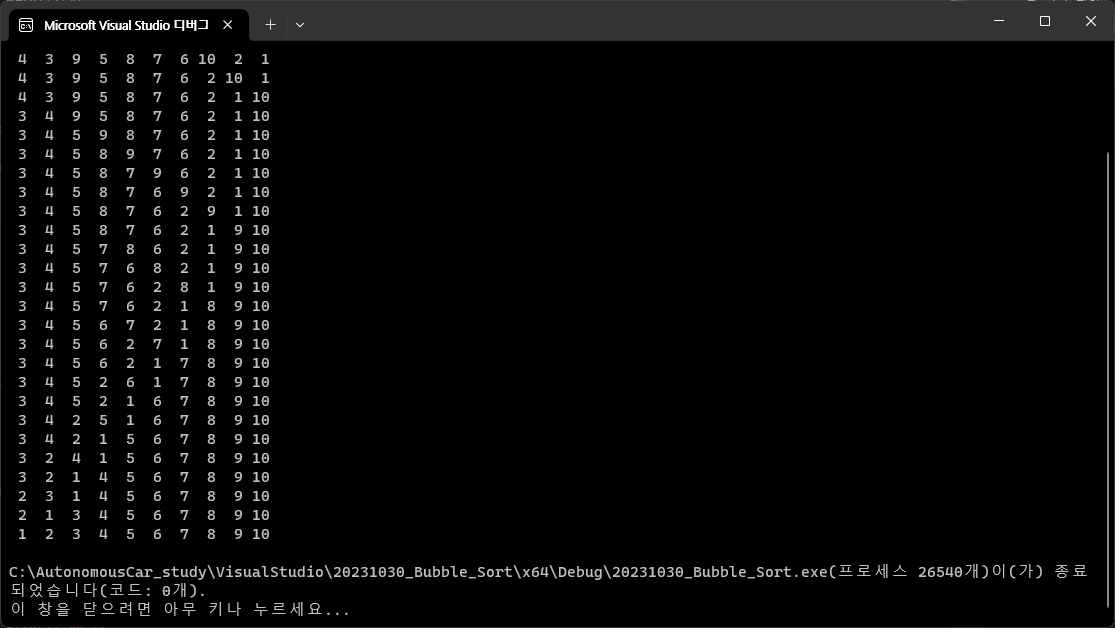 Microsoft Visual Studio 디버그
4 3 9 5 8 7 6 10 2 1
4 3 9 5 8 7 6 2 10 1
4 3 9 5 8 7 6 2 1 10
3 4 9 5 8 7 6 2 1 10
3 4 5 9 8 7 6 2 1 10
3 4 5 8 9 7 6 2 1 10
3 4 5 8 7 9 6 2 1 10
3 4 5 8 7 6 9 2 1 10
3 4 5 8 7 6 2 9 1 10
3 4 5 8 7 6 2 1 9 10
3 4 5 7 8 6 2 1 9 10
3 4 5 7 6 8 2 1 9 10
3 4 5 7 6 2 8 1 9 10
3 4 5 7 6 2 1 8 9 10
3 4 5 6 7 2 1 8 9 10
3 4 5 6 2 7 1 8 9 10
3 4 5 6 2 1 7 8 9 10
3 4 5 2 6 1 7 8 9 10
3 4 5 2 1 6 7 8 9 10
3 4 2 5 1 6 7 8 9 10
3 4 2 1 5 6 7 8 9 10
3 2 4 1 5 6 7 8 9 10
3 2 1 4 5 6 7 8 9 10
2 3 1 4 5 6 7 8 9 10
2 1 3 4 5 6 7 8 9 10
1 2 3 4 5 6 7 8 9 10
C:\AutonomousCar_study\VisualStudio\20231030_Bubble_Sort\x64\Debug\20231030_Bubble_Sort.exe(프로세스 26540개)이(가) 종료
되었습니다(코드: 0개).
이 창을 닫으려면 아무 키나 누르세요...